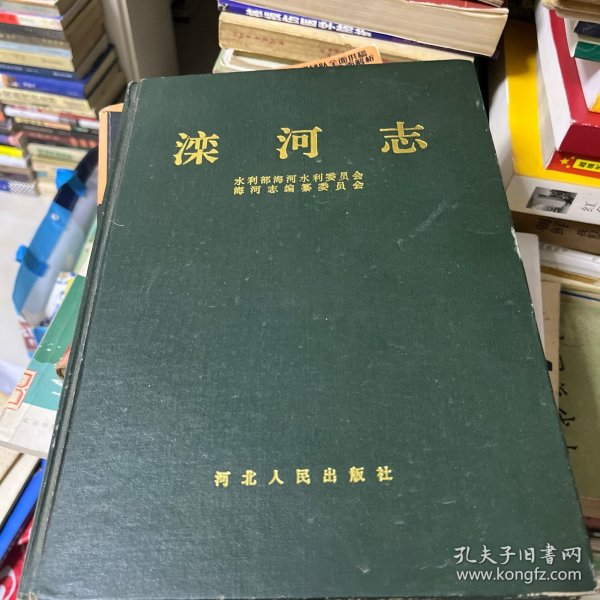 滦河志
水利部海河水利委员会
海河志编纂委员会
河北人民出版社
孔夫子旧书网
www.kongfz.com